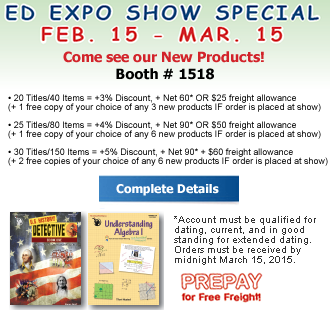 ED EXPO SHOW SPECIAL
FEB. 15 - MAR. 15
Come see our New Products!
Booth # 1518
• 20 Titles/40 Items = +3% Discount, + Net 60* OR $25 freight allowance
(+ 1 free copy of your choice of any 3 new products IF order is placed at show)
• 25 Titles/80 Items = +4% Discount, + Net 90* OR $50 freight allowance
(+ 1 free copy of your choice of any 6 new products IF order is placed at show)
• 30 Titles/150 Items = +5% Discount, + Net 90* + $60 freight allowance
(+ 2 free copies of your choice of any 6 new products IF order is placed at show)
Complete Details
U.S. HISTORY
DETECTIVE
Understanding
Algebra I
*Account must be qualified for
dating, current, and in good
standing for extended dating.
Orders must be received by
midnight March 15, 2015.
PREPAY
for Free Freight!